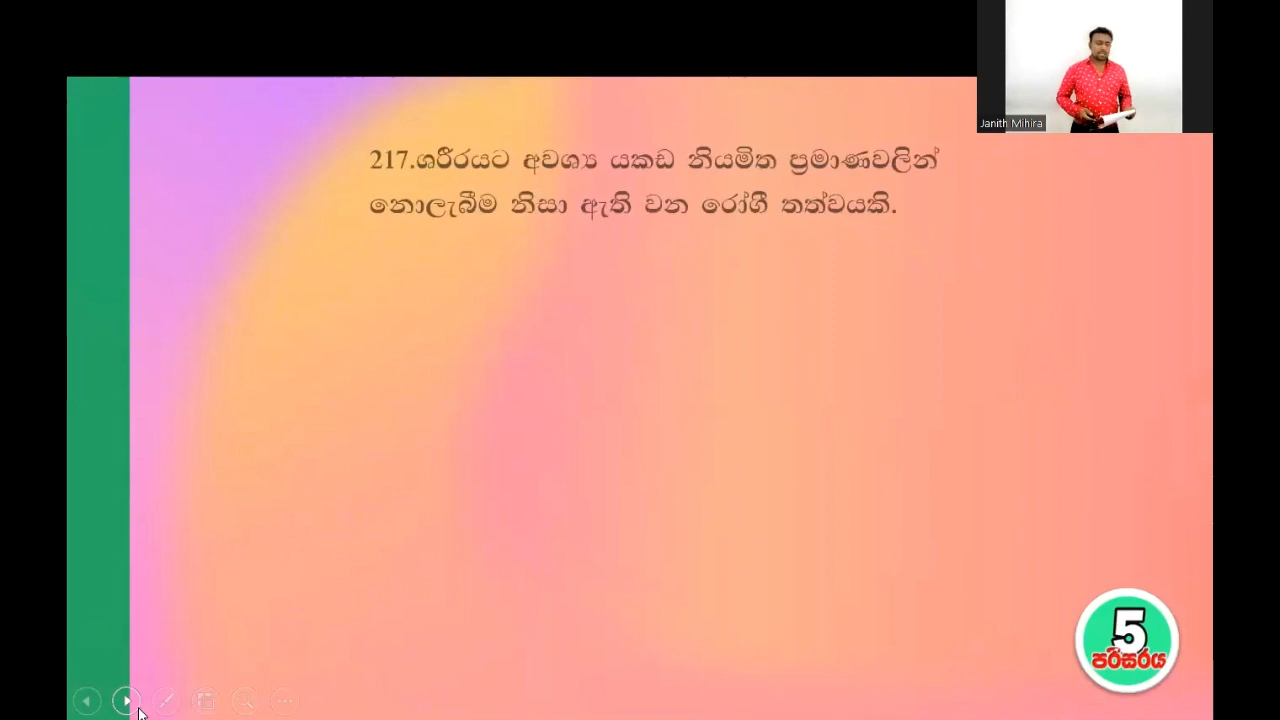 Janith Mihira
217.ශරීරයට අවශ්‍ය යකඩ නියමිත ප්‍රමාණවලින්
නොලැබීම නිසා ඇති වන රෝගී තත්වයකි.
5
පරිසරය